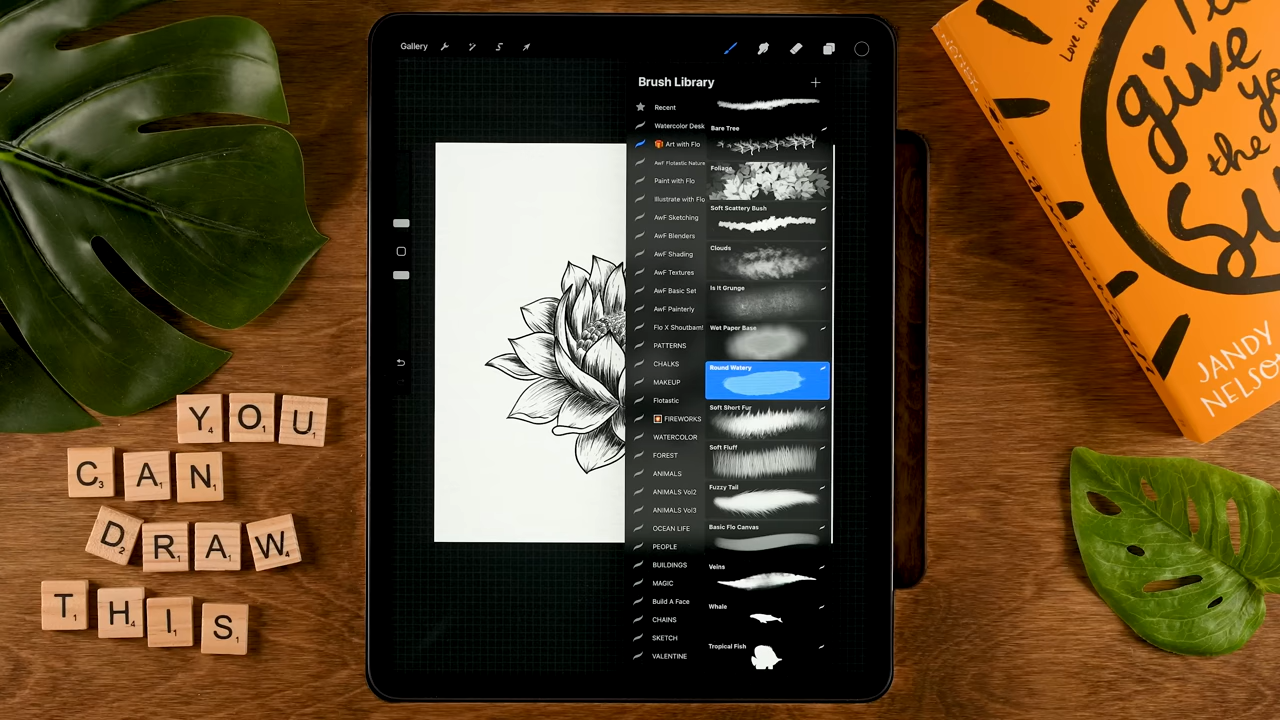 YOU
CAN
DRAW
THIS
Gallery
Brush Library
Recent
Watercolor Desk
Art with Flo
AwF Flotastic Nature
Paint with Flo
Illustrate with Flo
AwF Sketching
AwF Blenders
AwF Shading
AwF Textures
AwF Basic Set
AwF Painterly
Flo X Shoutbam!
PATTERNS
CHALKS
MAKEUP
Flotastic
FIREWORKS
WATERCOLOR
FOREST
ANIMALS
ANIMALS Vol2
ANIMALS Vol3
OCEAN LIFE
PEOPLE
BUILDINGS
MAGIC
Build A Face
CHAINS
SKETCH
VALENTINE
Bare Tree
Foliage
Soft Scattery Bush
Clouds
Is It Grunge
Wet Paper Base
Round Watery
Soft Short Fur
Soft Fluff
Fuzzy Tail
Basic Flo Canvas
Veins
Whale
Tropical Fish
Love is
give
the
JANDY
NELSO